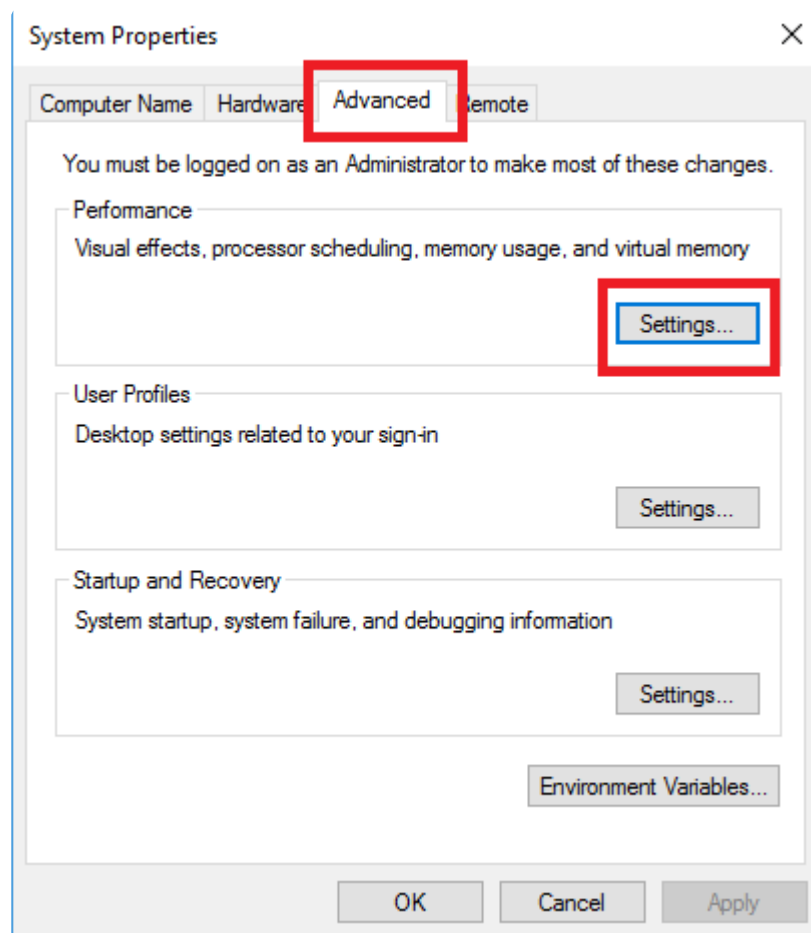 System Properties
Computer Name Hardware Advanced Remote
You must be logged on as an Administrator to make most of these changes.
Performance
Visual effects, processor scheduling, memory usage, and virtual memory
Settings...
User Profiles
Desktop settings related to your sign-in
Settings...
Startup and Recovery
System startup, system failure, and debugging information
Settings...
Environment Variables...
OK Cancel Apply